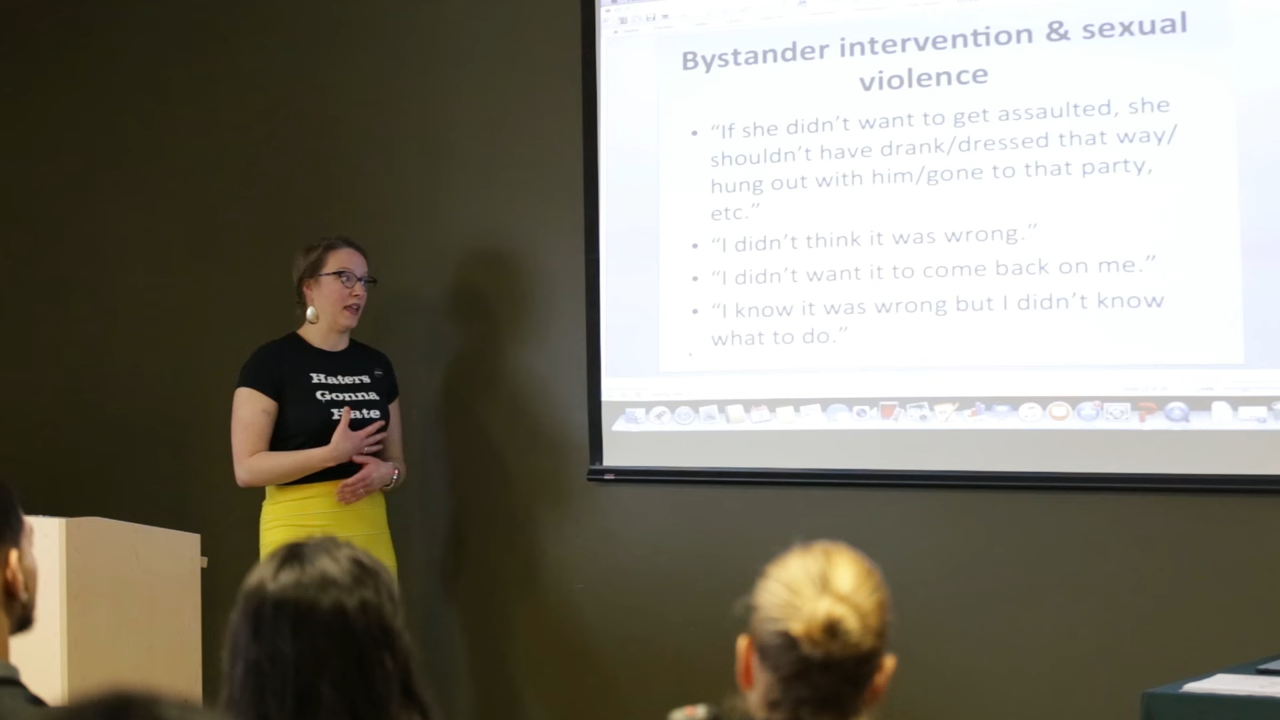 Bystander intervention & sexual
violence
• “If she didn’t want to get assaulted, she
shouldn’t have drank/dressed that way/
hung out with him/gone to that party,
etc.”
• “I didn’t think it was wrong.”
• “I didn’t want it to come back on me.”
• “I know it was wrong but I didn’t know
what to do.”
Haters
Gonna
Hate